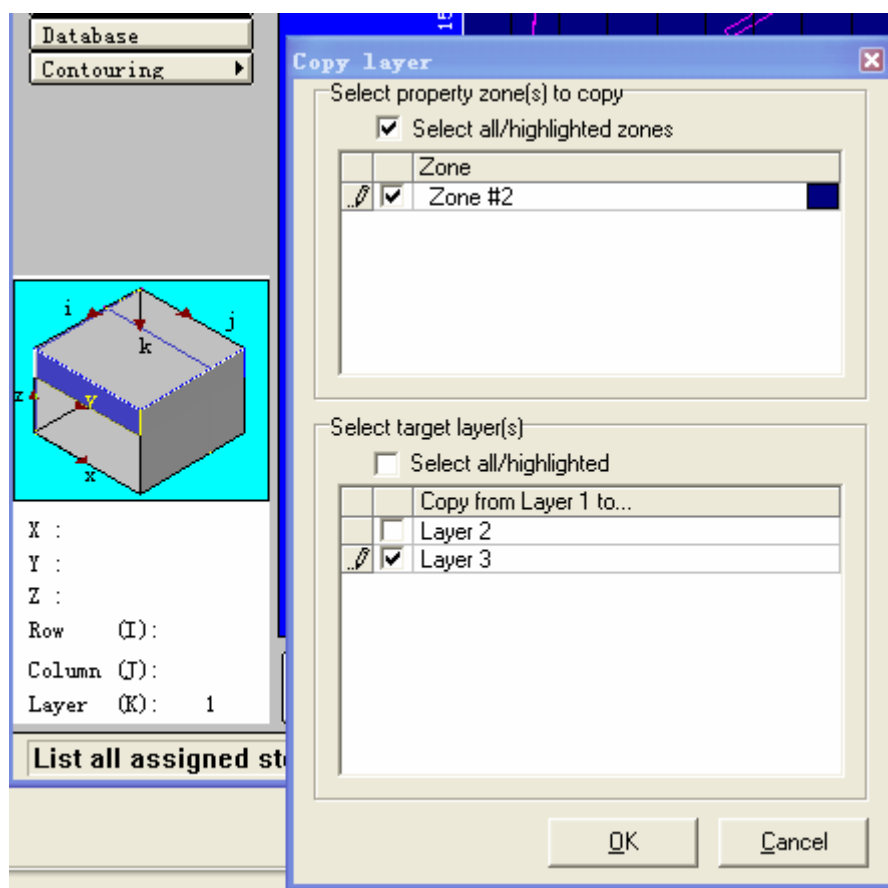 Database
Contouring
15
Copy layer
Select property zone(s) to copy
Select all/highlighted zones
Zone
Zone #2
Select target layer(s)
Select all/highlighted
Copy from Layer 1 to...
Layer 2
Layer 3
OK
Cancel
i
j
k
z
Y
x
X :
Y :
Z :
Row (I):
Column (J):
Layer (K): 1
List all assigned st